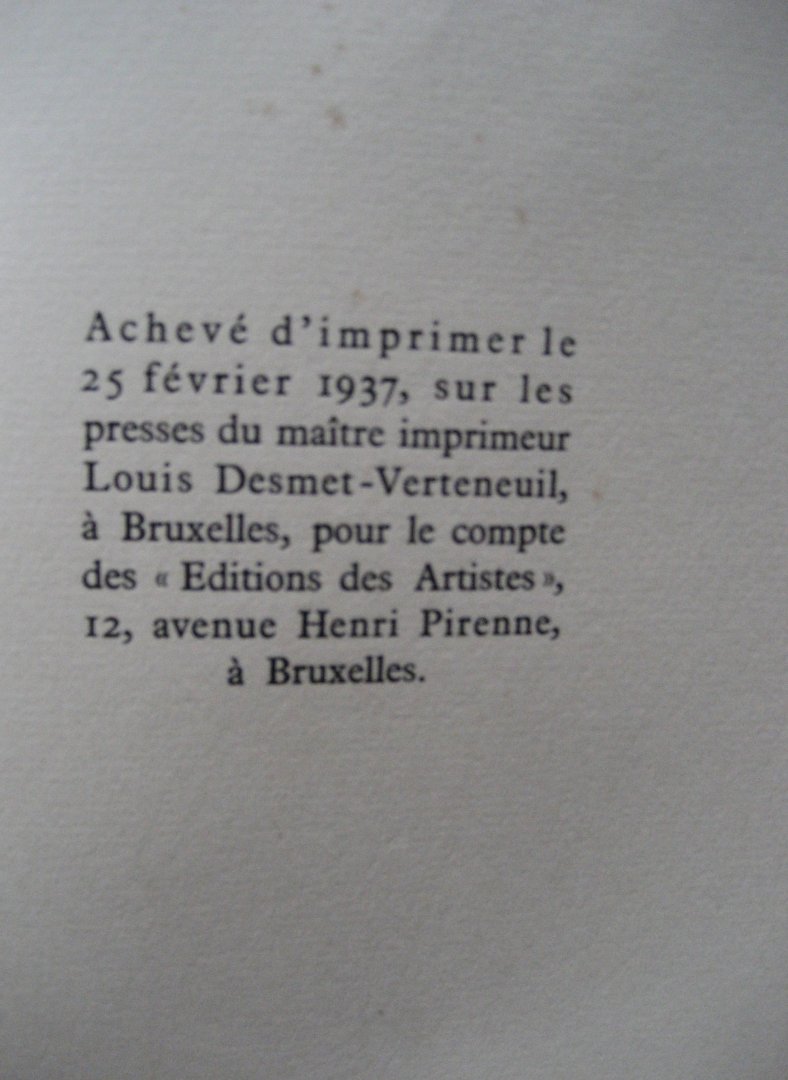 Achevé d'imprimer le
25 février 1937, sur les
presses du maître imprimeur
Louis Desmet-Verteneuil,
à Bruxelles, pour le compte
des « Editions des Artistes »,
12, avenue Henri Pirenne,
à Bruxelles.